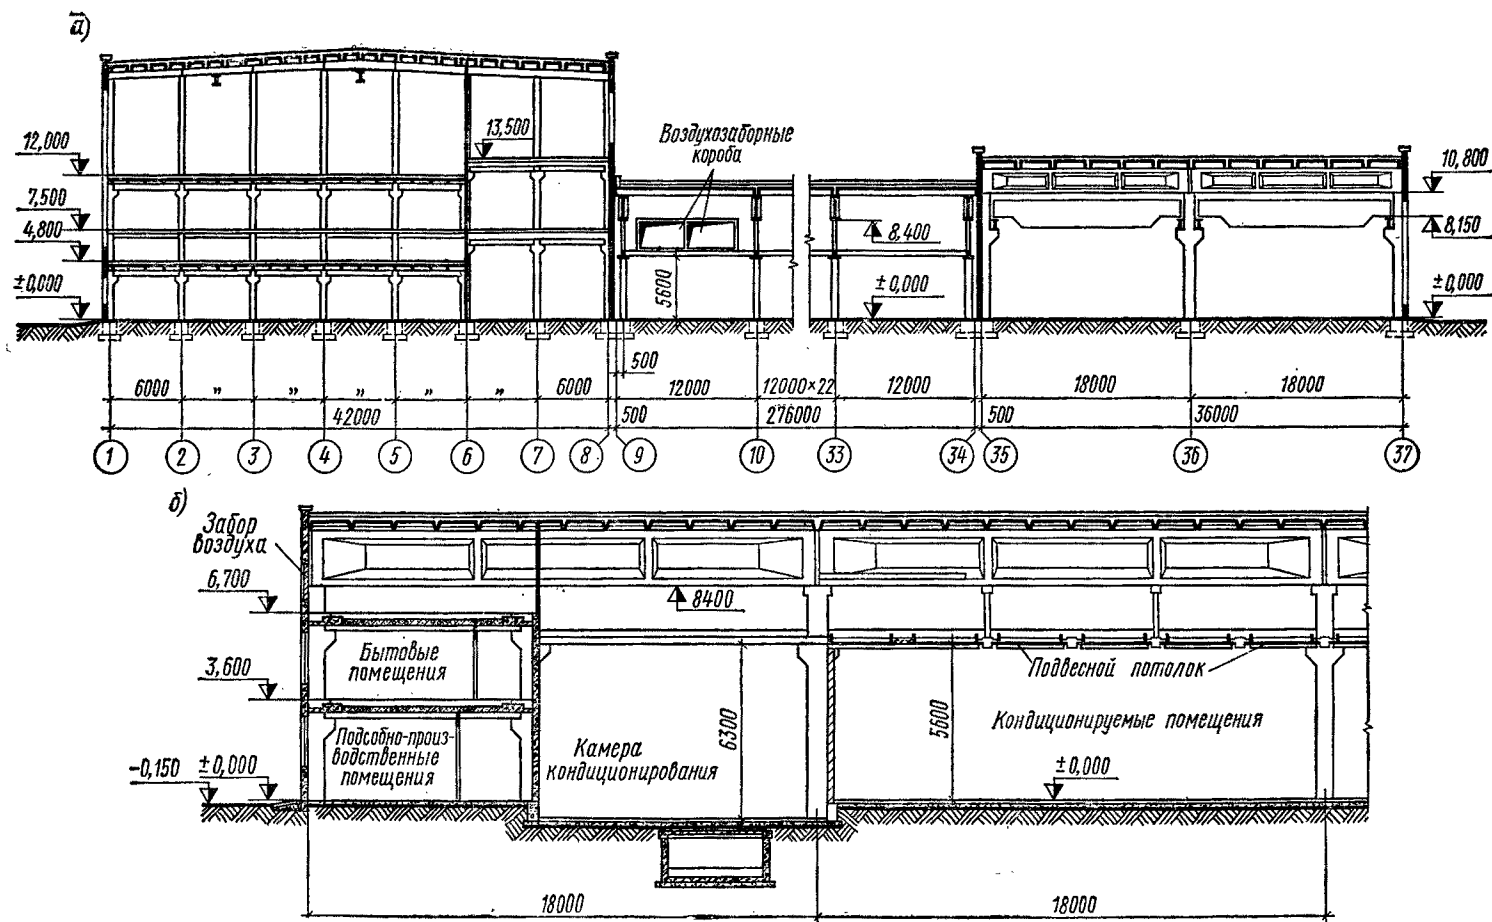 а)
12,000
7,500
4,800
±0,000
13,500
Воздухозаборные
короба
8,400
5600
±0,000
10,800
8,150
±0,000
500
6000 „ „ „ „ „ 6000 12000 12000×22 12000 18000 18000
42000 500 276000 500 36000
1 2 3 4 5 6 7 8 9 10 33 34 35 36 37
б)
Забор
воздуха
6,700
8400
Бытовые
помещения
3,600
Подвесной потолок
Подсобно-произ-
водственные
помещения
6300
5600
Кондиционируемые помещения
Камера
кондиционирования
-0,150 ±0,000
±0,000
18000 18000